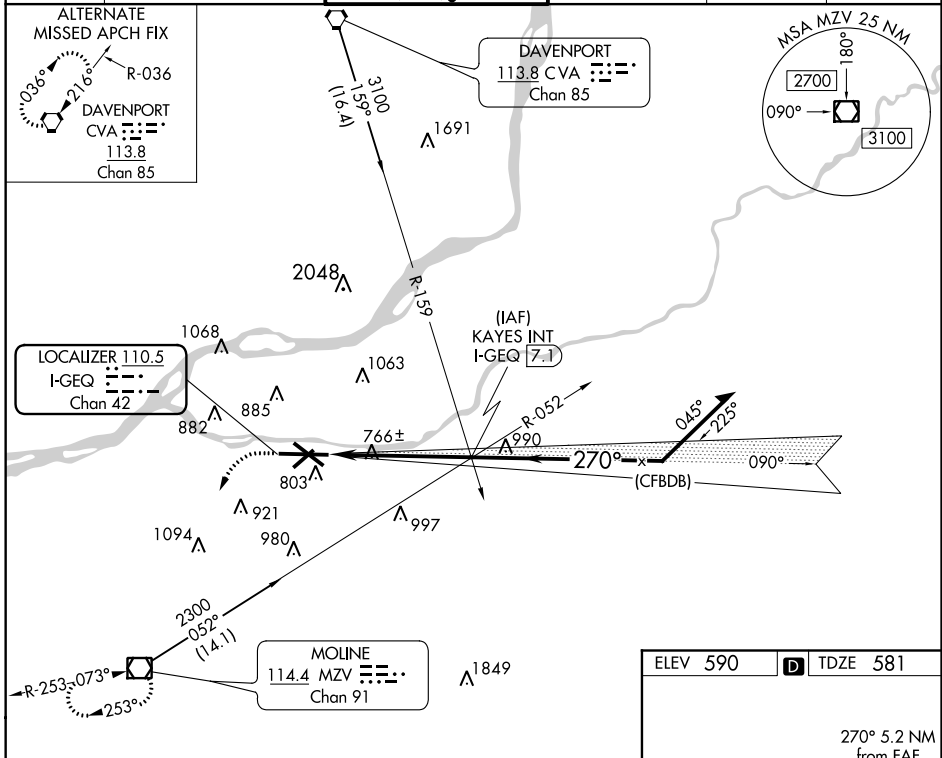 ALTERNATE
MISSED APCH FIX
R-036
036°
216°
DAVENPORT
CVA
113.8
Chan 85
3100
159°
(16.4)
DAVENPORT
113.8 CVA
Chan 85
MSA MZV 25 NM
180°
2700
090°
3100
1691
2048
R-159
(IAF)
KAYES INT
I-GEQ 7.1
1068
1063
LOCALIZER 110.5
I-GEQ
Chan 42
885
882
R-052
045°
225°
766±
990
270°
x
090°
(CFBDB)
803
921
997
1094
980
2300
052°
(14.1)
MOLINE
114.4 MZV
Chan 91
1849
R-253
073°
253°
ELEV 590 D TDZE 581
270° 5.2 NM
from FAF